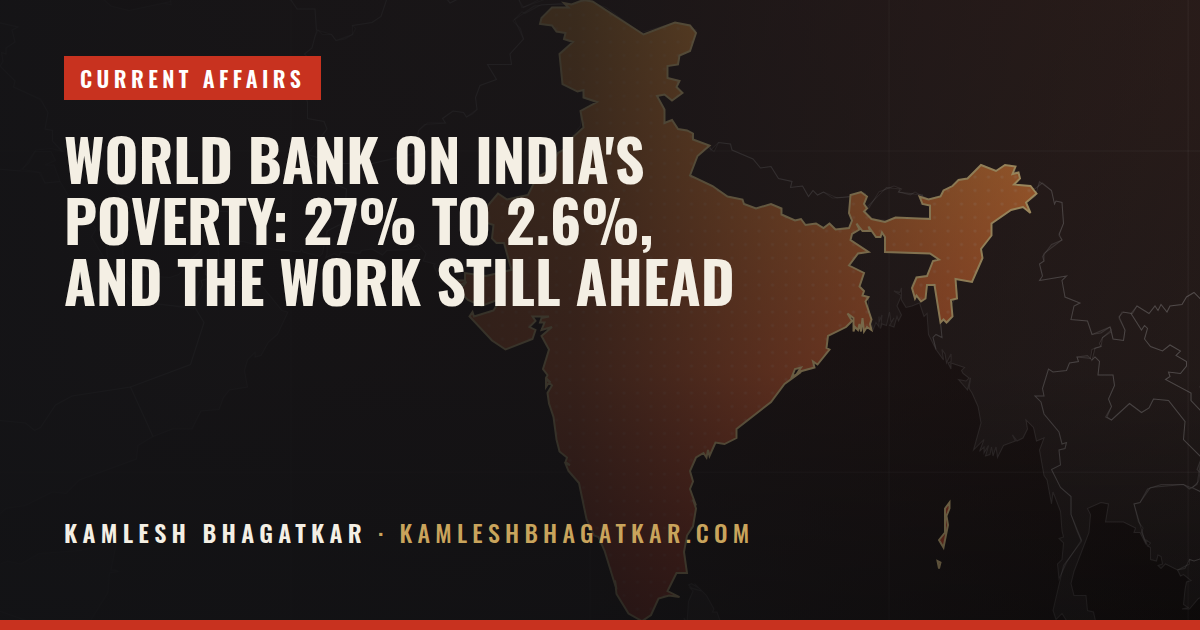 CURRENT AFFAIRS
WORLD BANK ON INDIA'S
POVERTY: 27% TO 2.6%,
AND THE WORK STILL AHEAD
KAMLESH BHAGATKAR · KAMLESHBHAGATKAR.COM